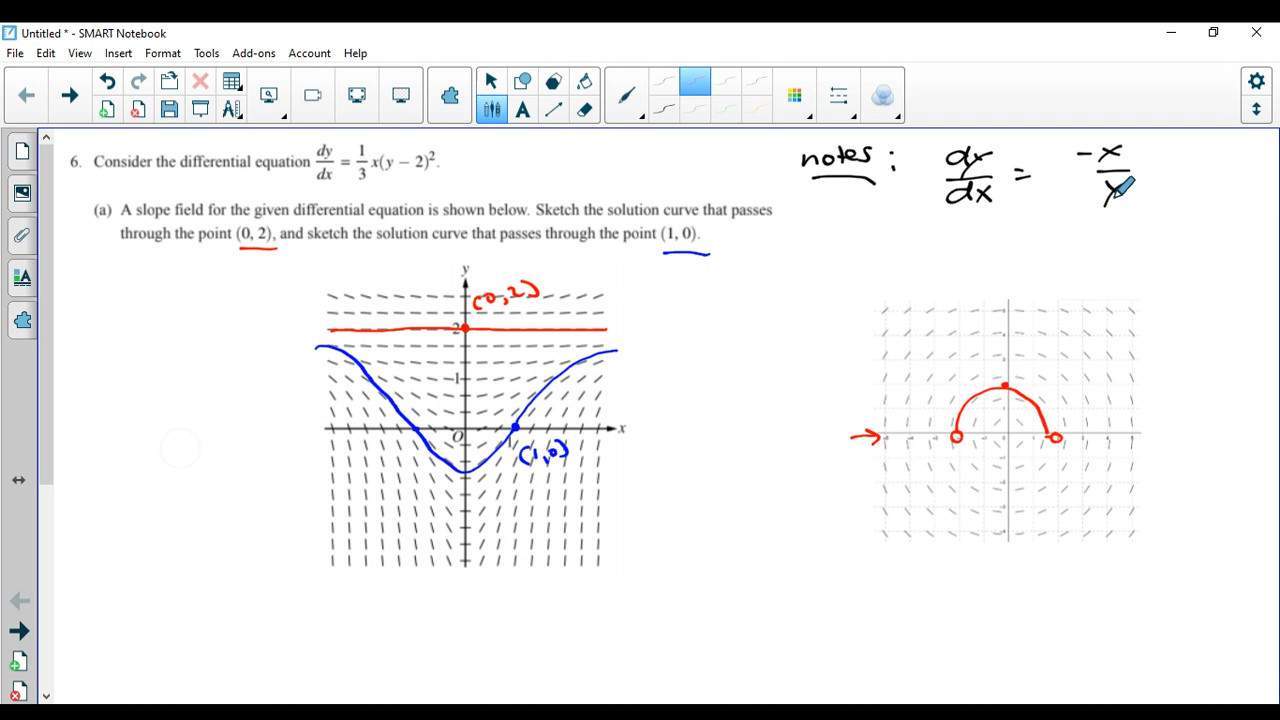 Untitled * - SMART Notebook
File Edit View Insert Format Tools Add-ons Account Help
6. Consider the differential equation dy/dx = 1/3 x(y − 2)².
notes : dy/dx = -x/y
(a) A slope field for the given differential equation is shown below. Sketch the solution curve that passes
through the point (0, 2), and sketch the solution curve that passes through the point (1, 0).
y
(0,2)
2
1
O
1
x
(1,0)